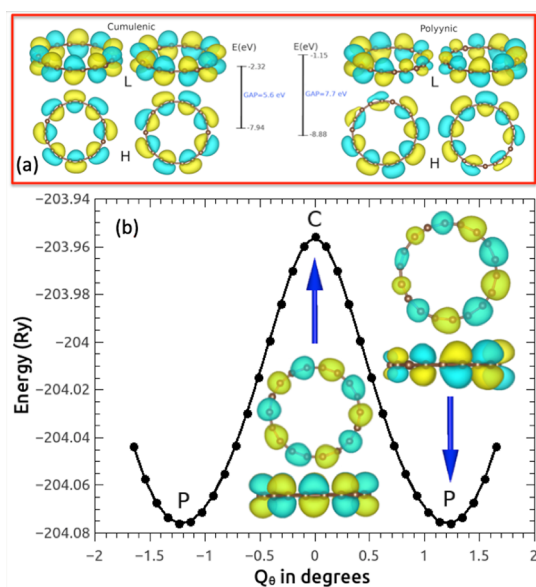 Cumulenic
Polyynic
E(eV)
E(eV)
-1.15
-2.32
L
L
GAP=5.6 eV
GAP=7.7 eV
-7.94
-8.88
H
H
(a)
-203.94
(b)
C
-203.96
-203.98
-204
-204.02
-204.04
-204.06
-204.08
Energy (Ry)
P
P
-2
-1.5
-1
-0.5
0
0.5
1
1.5
2
Qθ in degrees